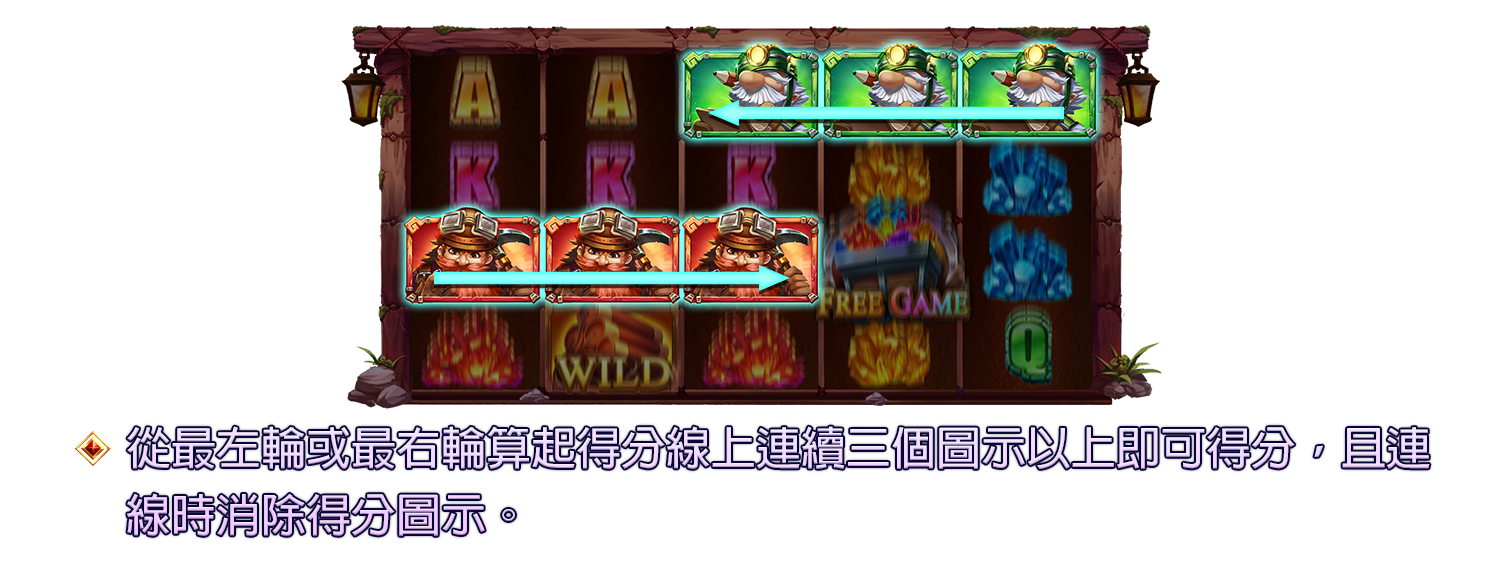 A A
K K K
FREE GAME
WILD Q
從最左輪或最右輪算起得分線上連續三個圖示以上即可得分，且連
線時消除得分圖示。